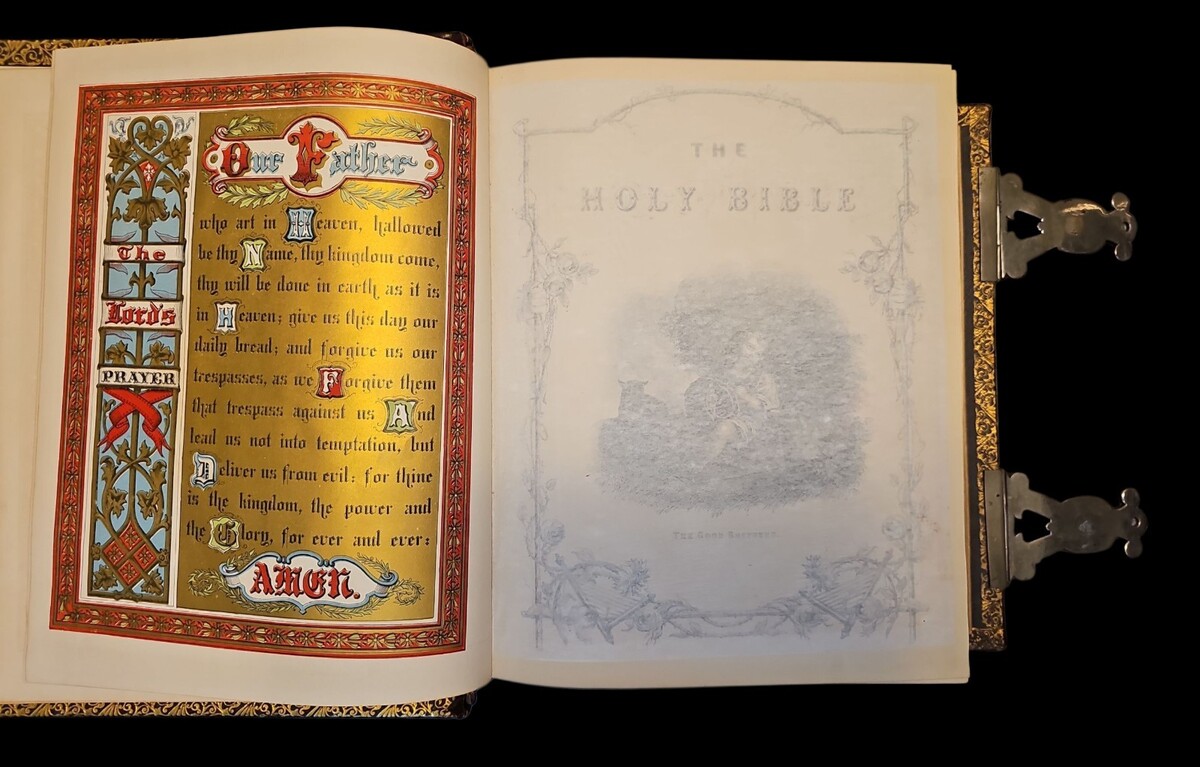 The
Lord's
PRAYER
Our Father
who art in Heaven, hallowed
be thy Name, thy kingdom come,
thy will be done in earth as it is
in Heaven; give us this day our
daily bread; and forgive us our
trespasses, as we Forgive them
that trespass against us And
lead us not into temptation, but
Deliver us from evil: for thine
is the kingdom, the power and
the Glory, for ever and ever:
AMEN.
THE
HOLY BIBLE
THE GOOD